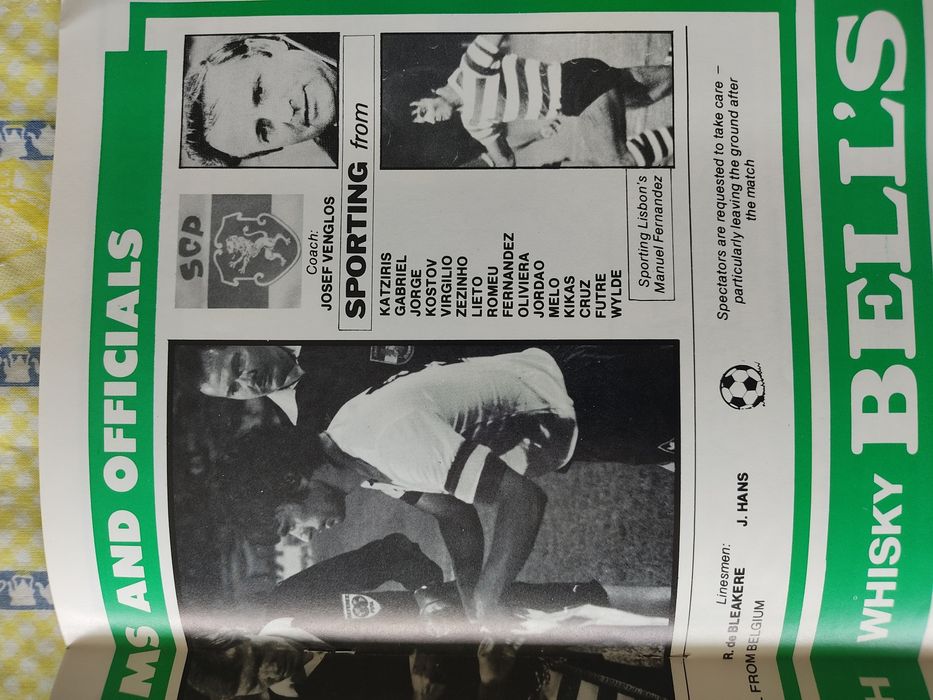 MS AND OFFICIALS
SGP
Coach:
JOSEF VENGLOS
SPORTING from
KATZIRIS
GABRIEL
JORGE
KOSTOV
VIRGILIO
ZEZINHO
LIETO
ROMEU
FERNANDEZ
OLIVIERA
JORDAO
MELO
KIKAS
CRUZ
FUTRE
WYLDE
Sporting Lisbon's
Manuel Fernandez
Linesmen:
R. de BLEAKERE J. HANS
FROM BELGIUM
Spectators are requested to take care –
particularly leaving the ground after
the match
H WHISKY BELL'S